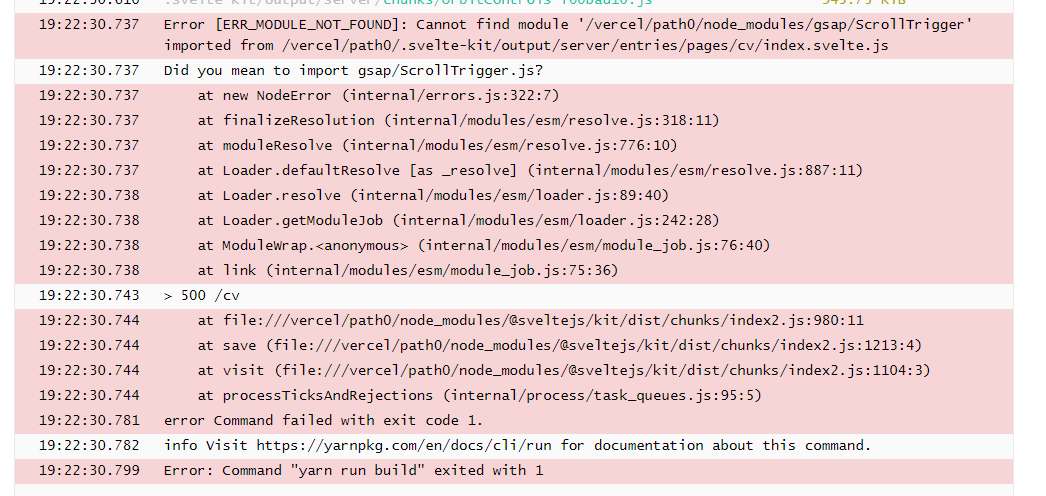 19:22:30.737 Error [ERR_MODULE_NOT_FOUND]: Cannot find module '/vercel/path0/node_modules/gsap/ScrollTrigger'
imported from /vercel/path0/.svelte-kit/output/server/entries/pages/cv/index.svelte.js
19:22:30.737 Did you mean to import gsap/ScrollTrigger.js?
19:22:30.737 at new NodeError (internal/errors.js:322:7)
19:22:30.737 at finalizeResolution (internal/modules/esm/resolve.js:318:11)
19:22:30.737 at moduleResolve (internal/modules/esm/resolve.js:776:10)
19:22:30.737 at Loader.defaultResolve [as _resolve] (internal/modules/esm/resolve.js:887:11)
19:22:30.738 at Loader.resolve (internal/modules/esm/loader.js:89:40)
19:22:30.738 at Loader.getModuleJob (internal/modules/esm/loader.js:242:28)
19:22:30.738 at ModuleWrap.<anonymous> (internal/modules/esm/module_job.js:76:40)
19:22:30.738 at link (internal/modules/esm/module_job.js:75:36)
19:22:30.743 > 500 /cv
19:22:30.744 at file:///vercel/path0/node_modules/@sveltejs/kit/dist/chunks/index2.js:980:11
19:22:30.744 at save (file:///vercel/path0/node_modules/@sveltejs/kit/dist/chunks/index2.js:1213:4)
19:22:30.744 at visit (file:///vercel/path0/node_modules/@sveltejs/kit/dist/chunks/index2.js:1104:3)
19:22:30.744 at processTicksAndRejections (internal/process/task_queues.js:95:5)
19:22:30.781 error Command failed with exit code 1.
19:22:30.782 info Visit https://yarnpkg.com/en/docs/cli/run for documentation about this command.
19:22:30.799 Error: Command "yarn run build" exited with 1